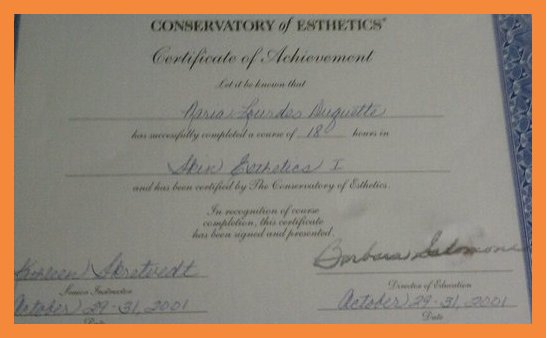 CONSERVATORY of ESTHETICS
Certificate of Achievement
Let it be known that
Maria Lourdes Duquette
has successfully completed a course of 180 hours in
Skin Esthetics I
and has been certified by The Conservatory of Esthetics.
In recognition of course
completion, this certificate
has been signed and presented.
Barbara Salomone
Senior Instructor
Director of Education
October 29-31, 2001
October 29-31, 2001
Date
Date